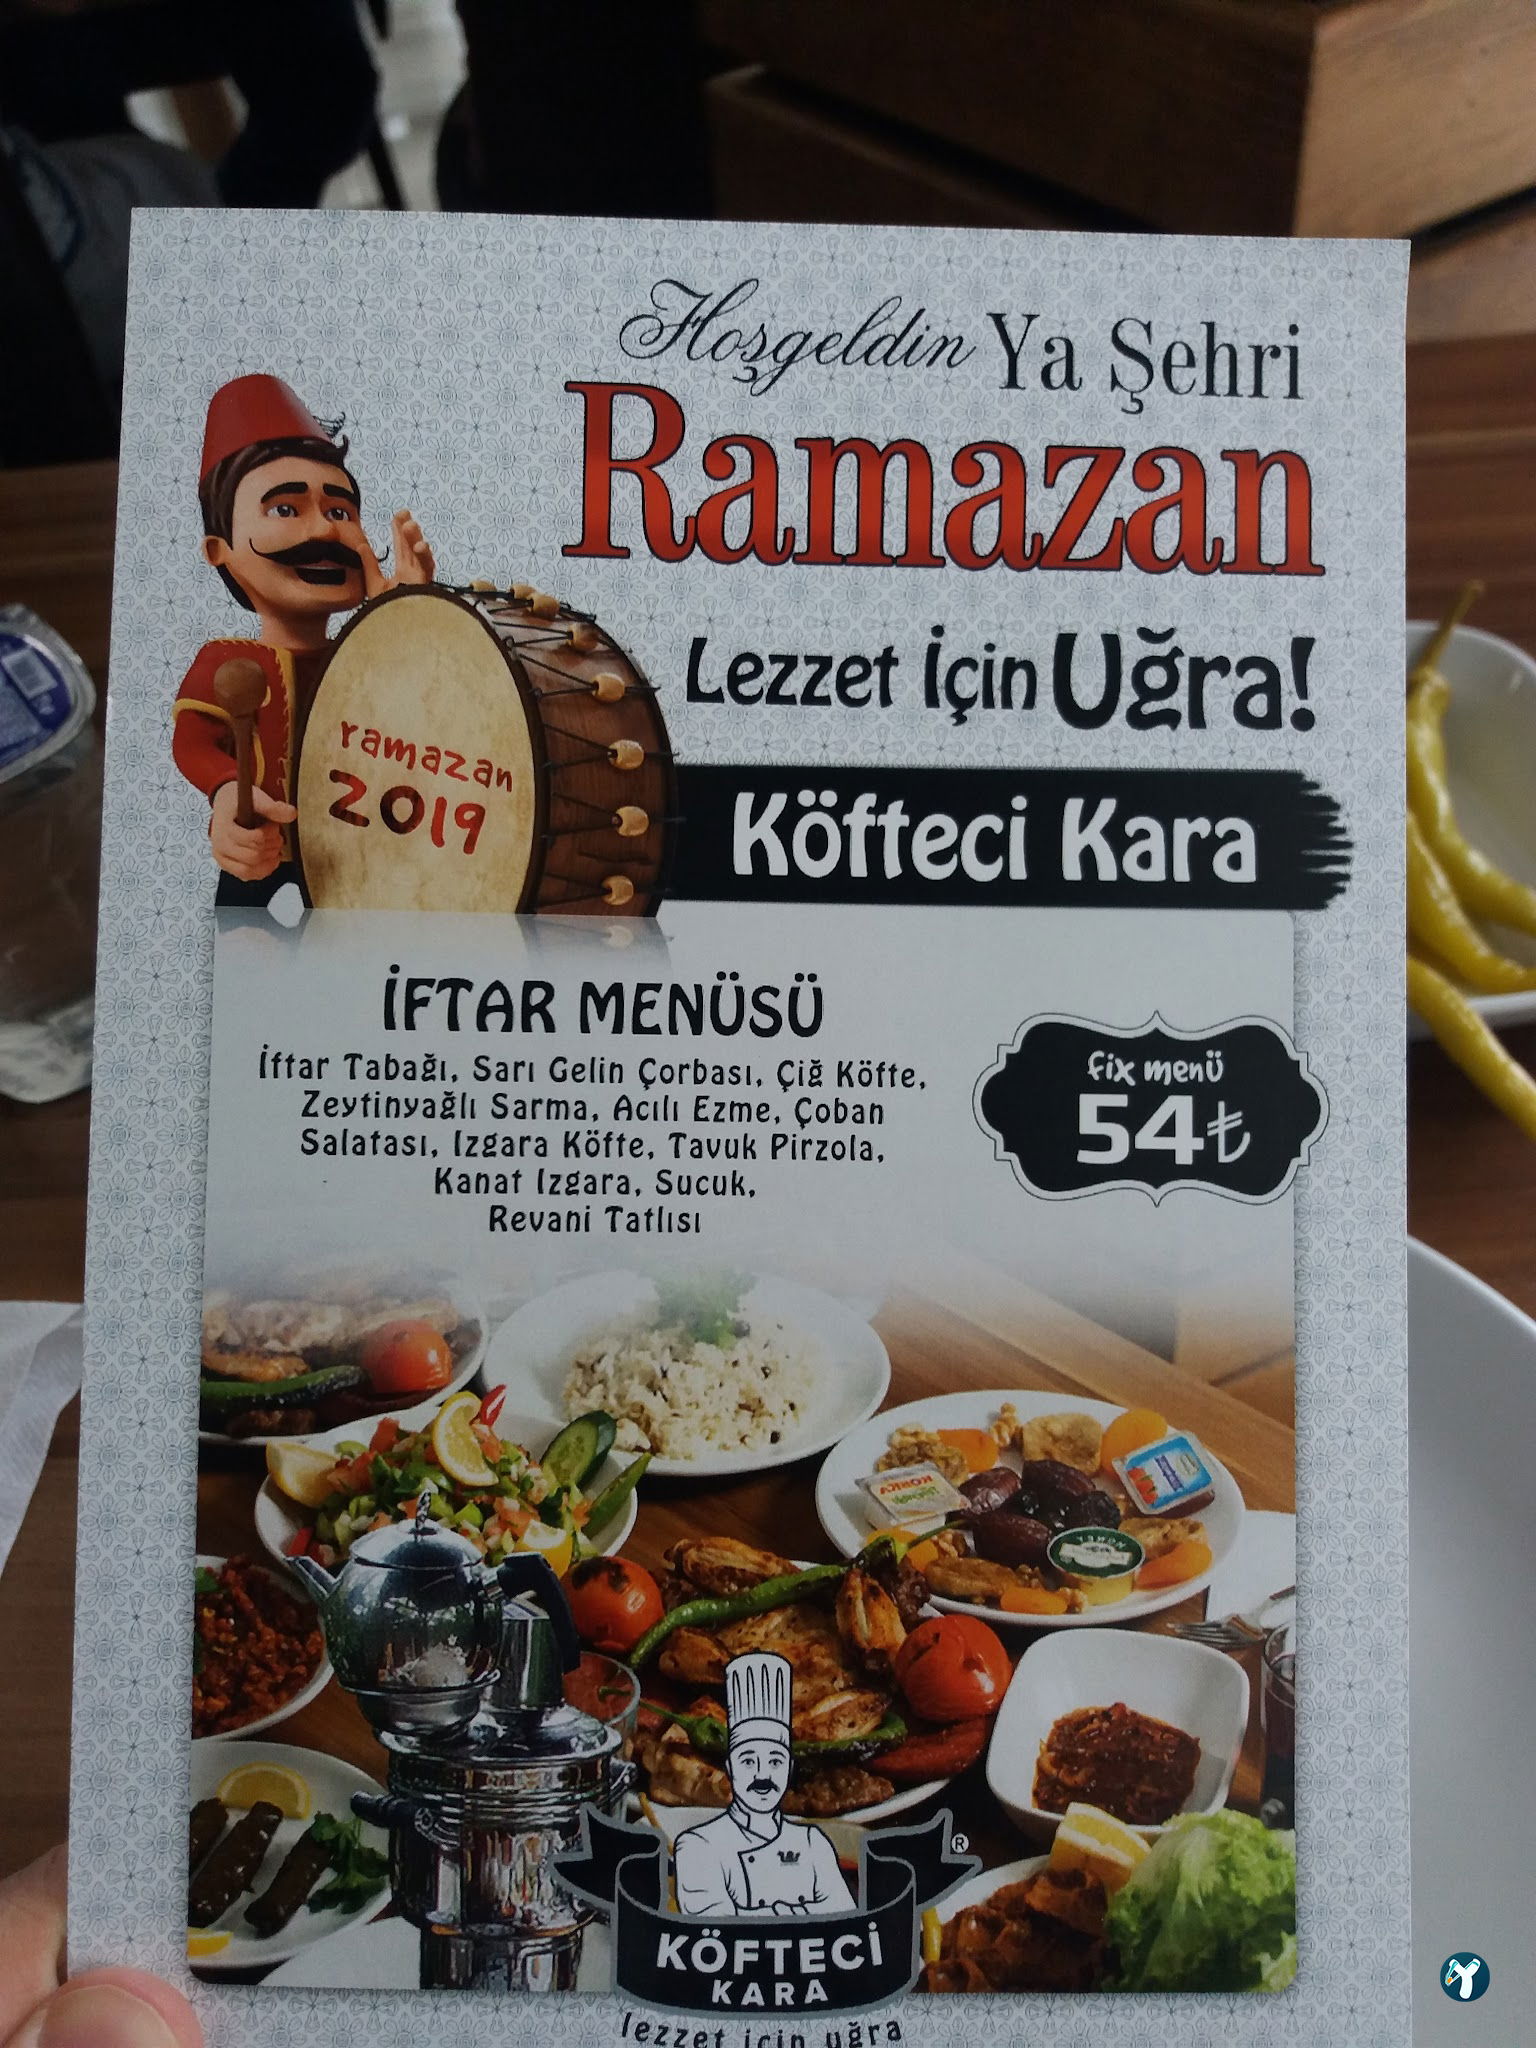 Hoşgeldin Ya Şehri
Ramazan
Lezzet İçin Uğra!
Köfteci Kara
ramazan
2019
İFTAR MENÜSÜ
İftar Tabağı, Sarı Gelin Çorbası, Çiğ Köfte,
Zeytinyağlı Sarma, Acılı Ezme, Çoban
Salatası, Izgara Köfte, Tavuk Pirzola,
Kanat Izgara, Sucuk,
Revani Tatlısı
fix menü
54₺
®
KÖFTECİ
KARA
lezzet için uğra